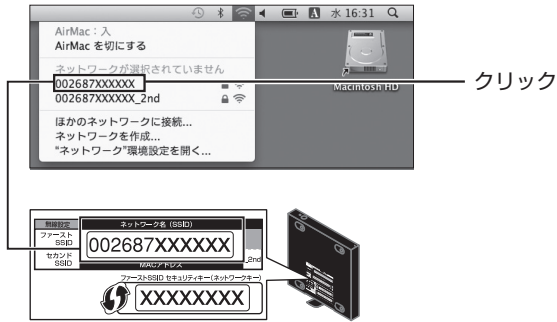 水 16:31
AirMac：入
AirMac を切にする
ネットワークが選択されていません
002687XXXXXX
002687XXXXXX_2nd
ほかのネットワークに接続...
ネットワークを作成...
"ネットワーク"環境設定を開く...
Macintosh HD
クリック
無線設定
ネットワーク名（SSID）
ファースト
SSID
002687XXXXXX
セカンド
SSID
_2nd
MACアドレス
ファーストSSID セキュリティキー(ネットワークキー)
XXXXXXXX